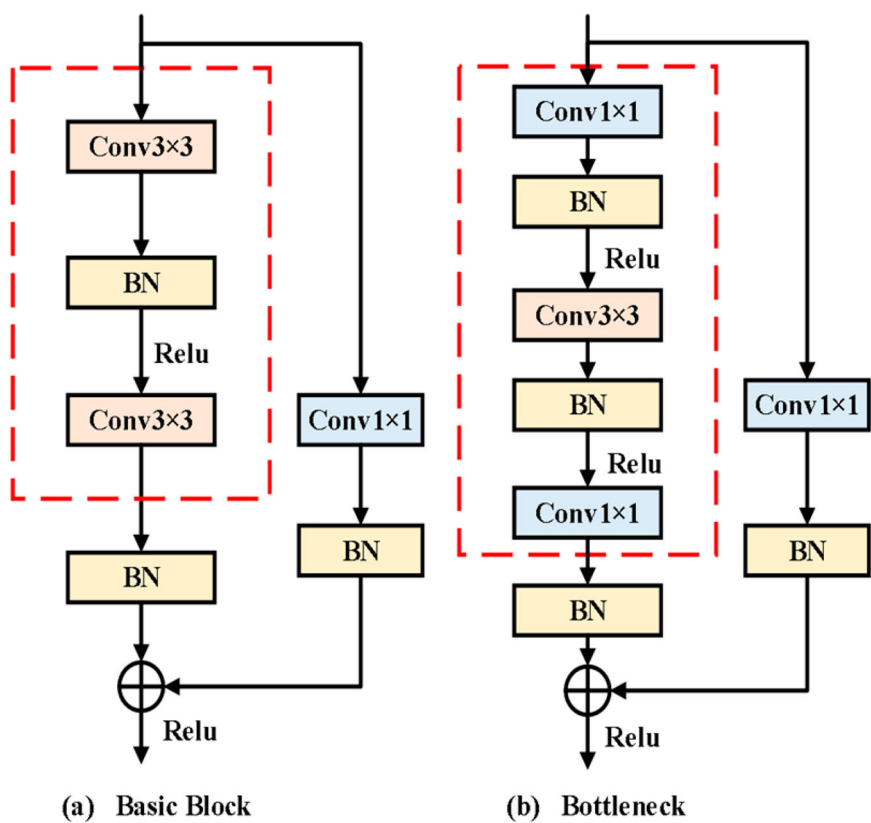 Conv3×3
BN
Relu
Conv3×3
Conv1×1
BN
BN
Relu
(a) Basic Block
Conv1×1
BN
Relu
Conv3×3
BN
Relu
Conv1×1
Conv1×1
BN
BN
Relu
(b) Bottleneck